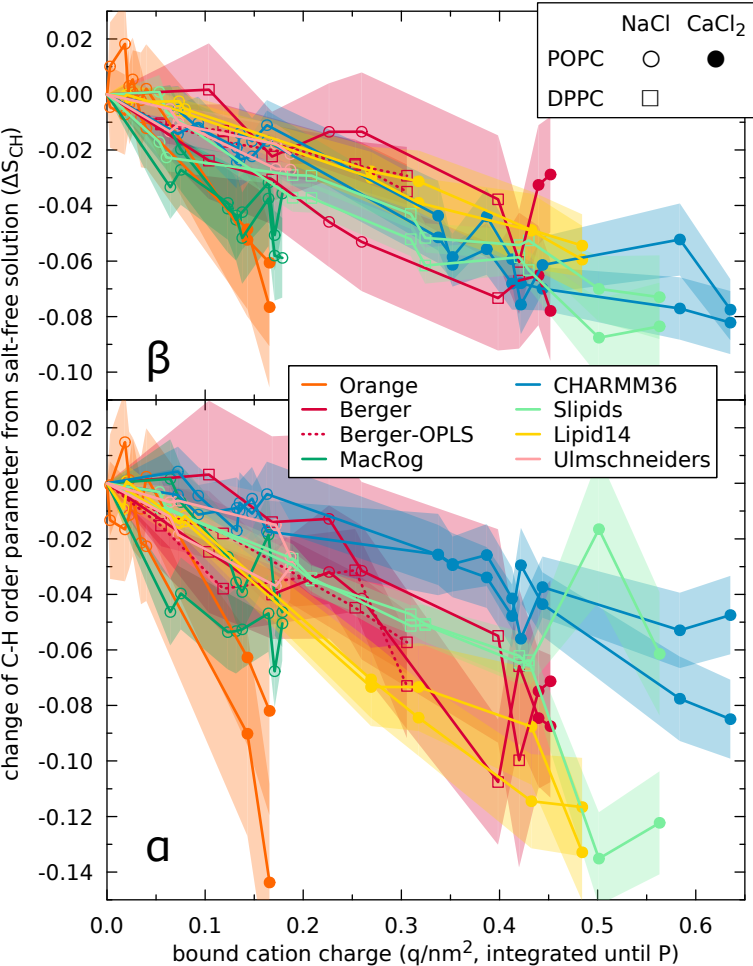 NaCl CaCl2
POPC
DPPC
0.02
0.00
-0.02
-0.04
-0.06
-0.08
-0.10
β
Orange
Berger
Berger-OPLS
MacRog
CHARMM36
Slipids
Lipid14
Ulmschneiders
0.02
0.00
-0.02
-0.04
-0.06
-0.08
-0.10
-0.12
-0.14
α
change of C-H order parameter from salt-free solution (ΔSCH)
0.0 0.1 0.2 0.3 0.4 0.5 0.6
bound cation charge (q/nm², integrated until P)